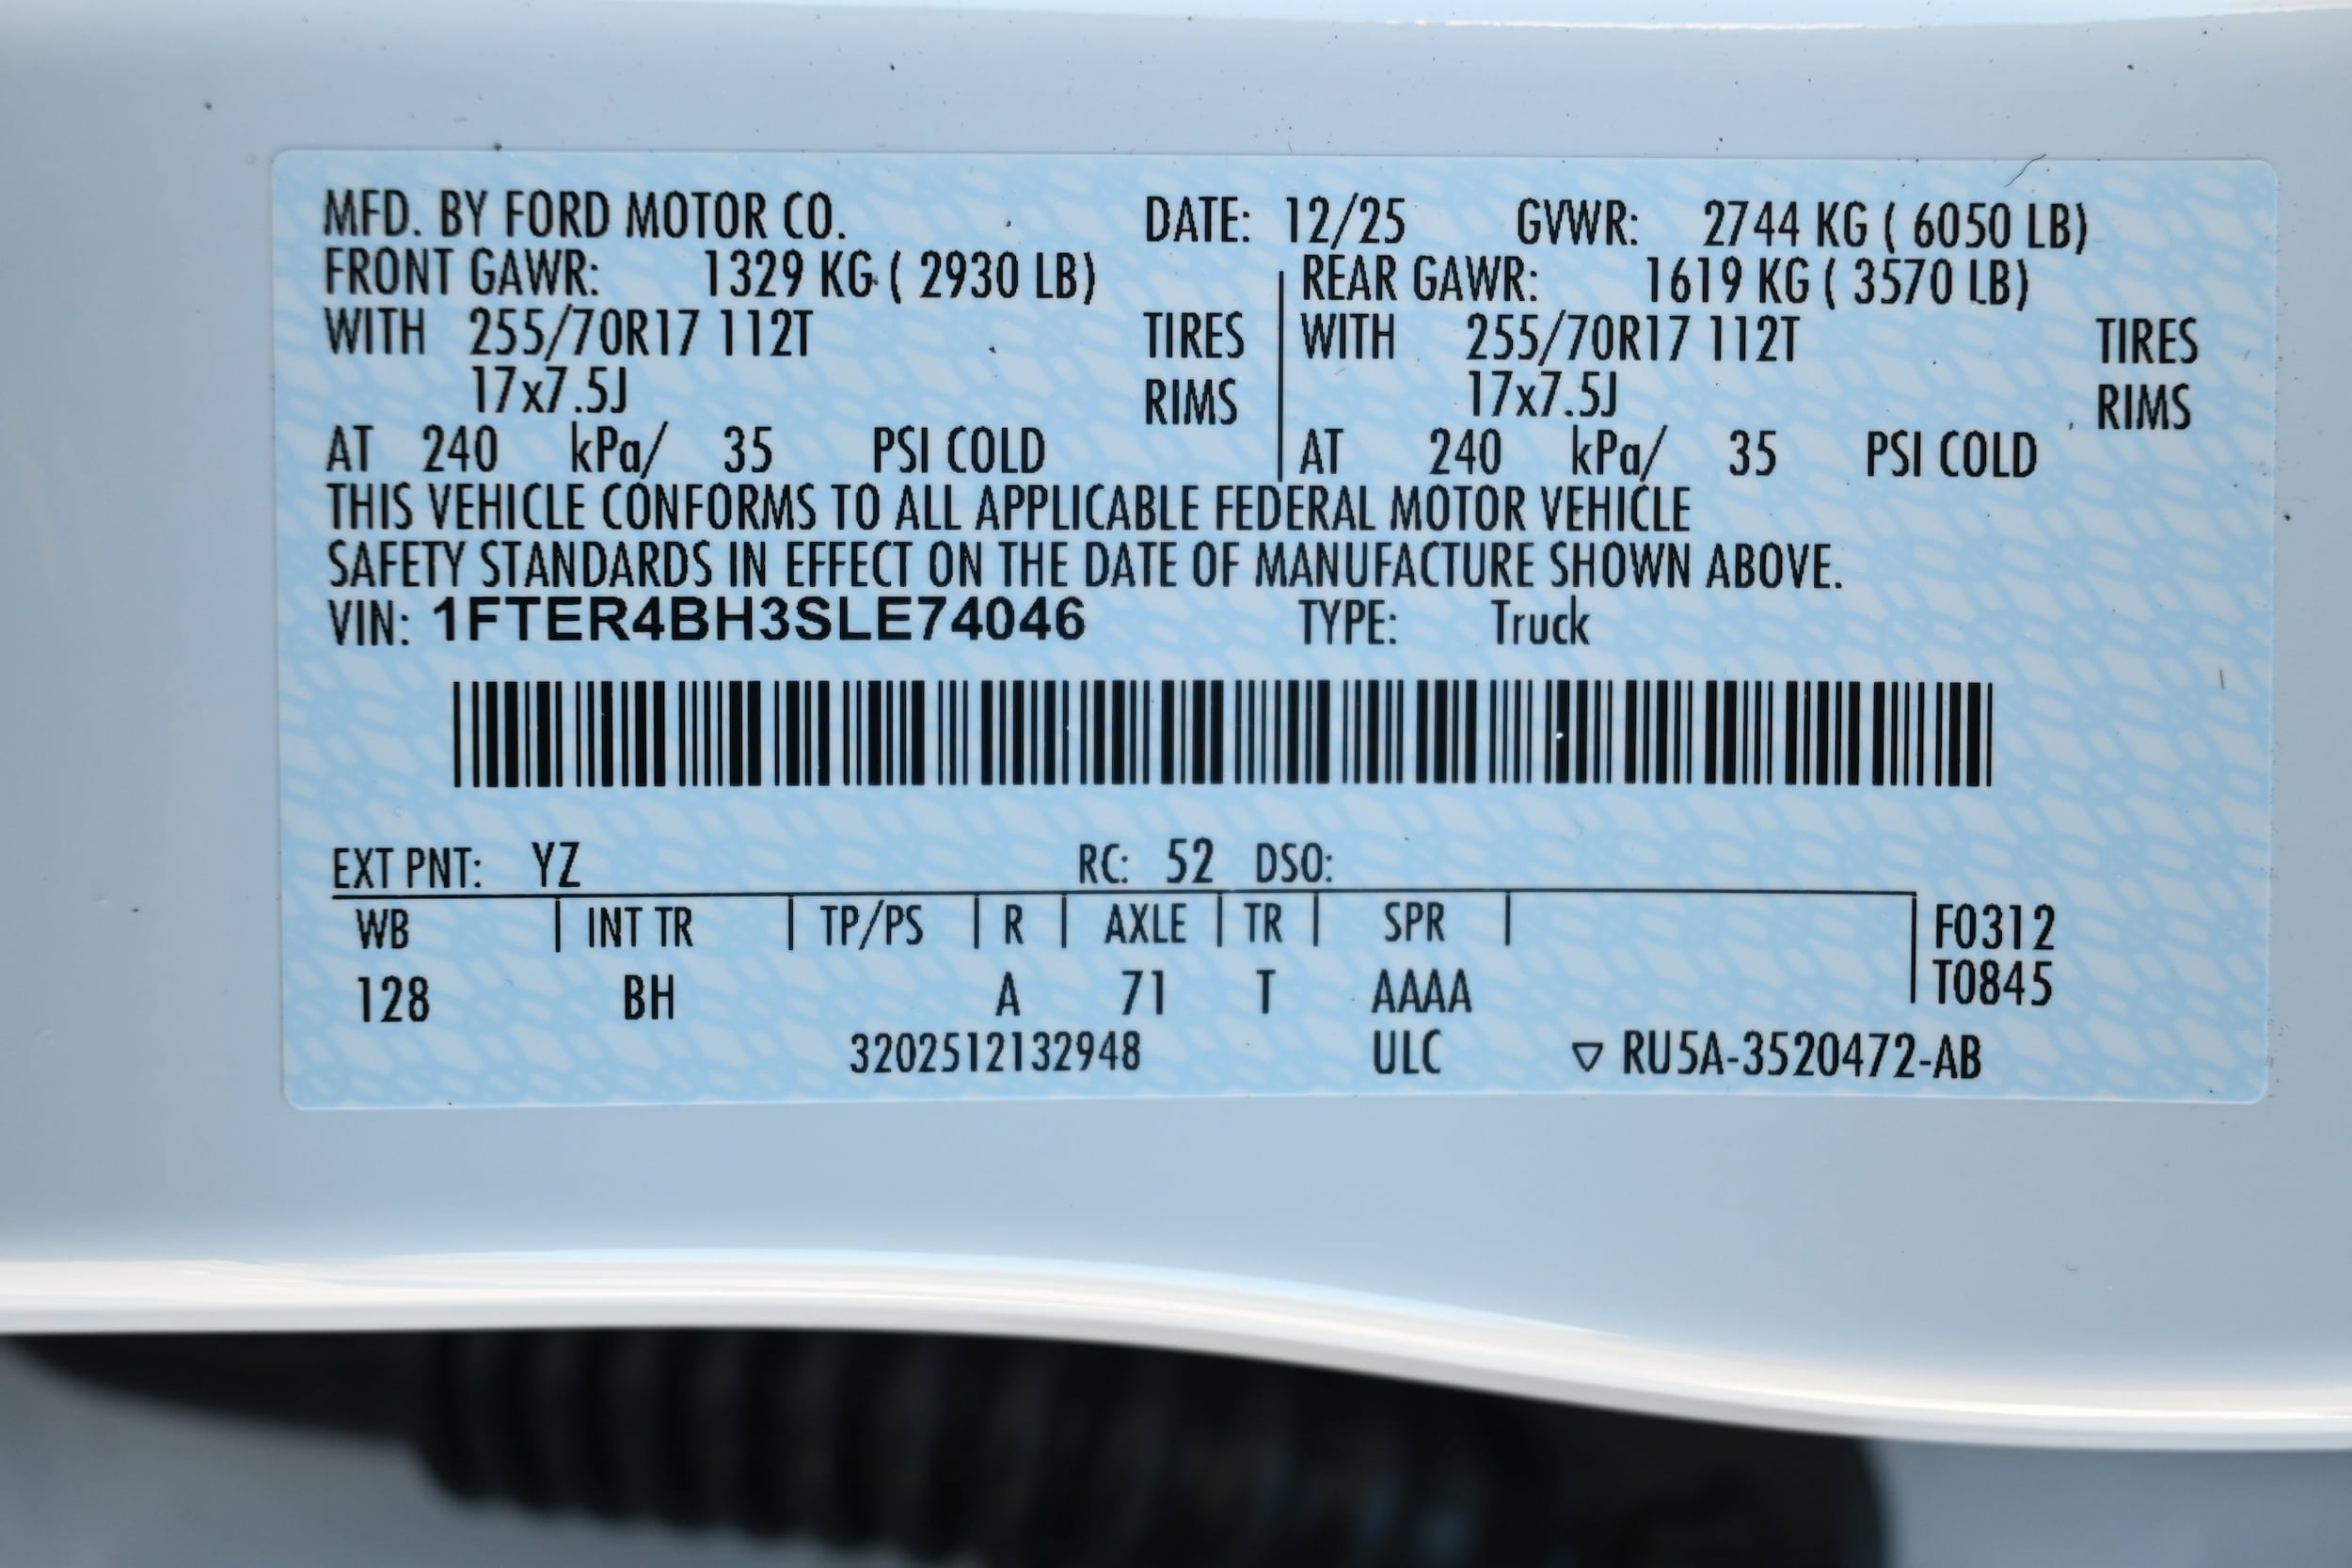 MFD. BY FORD MOTOR CO. DATE: 12/25 GVWR: 2744 KG ( 6050 LB)
FRONT GAWR: 1329 KG ( 2930 LB) REAR GAWR: 1619 KG ( 3570 LB)
WITH 255/70R17 112T TIRES WITH 255/70R17 112T TIRES
17x7.5J RIMS 17x7.5J RIMS
AT 240 kPa/ 35 PSI COLD AT 240 kPa/ 35 PSI COLD
THIS VEHICLE CONFORMS TO ALL APPLICABLE FEDERAL MOTOR VEHICLE
SAFETY STANDARDS IN EFFECT ON THE DATE OF MANUFACTURE SHOWN ABOVE.
VIN: 1FTER4BH3SLE74046 TYPE: Truck
EXT PNT: YZ RC: 52 DSO:
WB INT TR TP/PS R AXLE TR SPR F0312
128 BH A 71 T AAAA T0845
3202512132948 ULC ▽ RU5A-3520472-AB